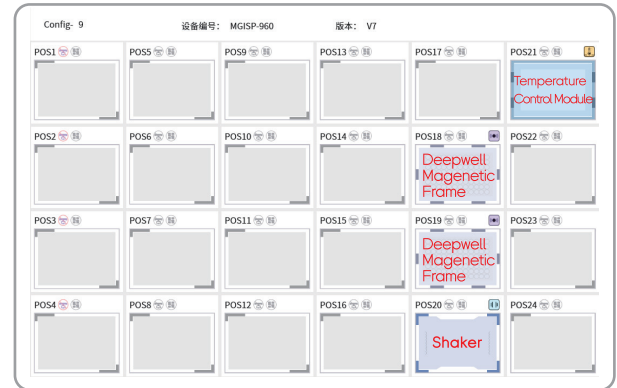 Config- 9 设备编号： MGISP-960 版本： V7
POS1 POS5 POS9 POS13 POS17 POS21
Temperature
Control Module
POS2 POS6 POS10 POS14 POS18 POS22
Deepwell
Magenetic
Frame
POS3 POS7 POS11 POS15 POS19 POS23
Deepwell
Magenetic
Frame
POS4 POS8 POS12 POS16 POS20 POS24
Shaker